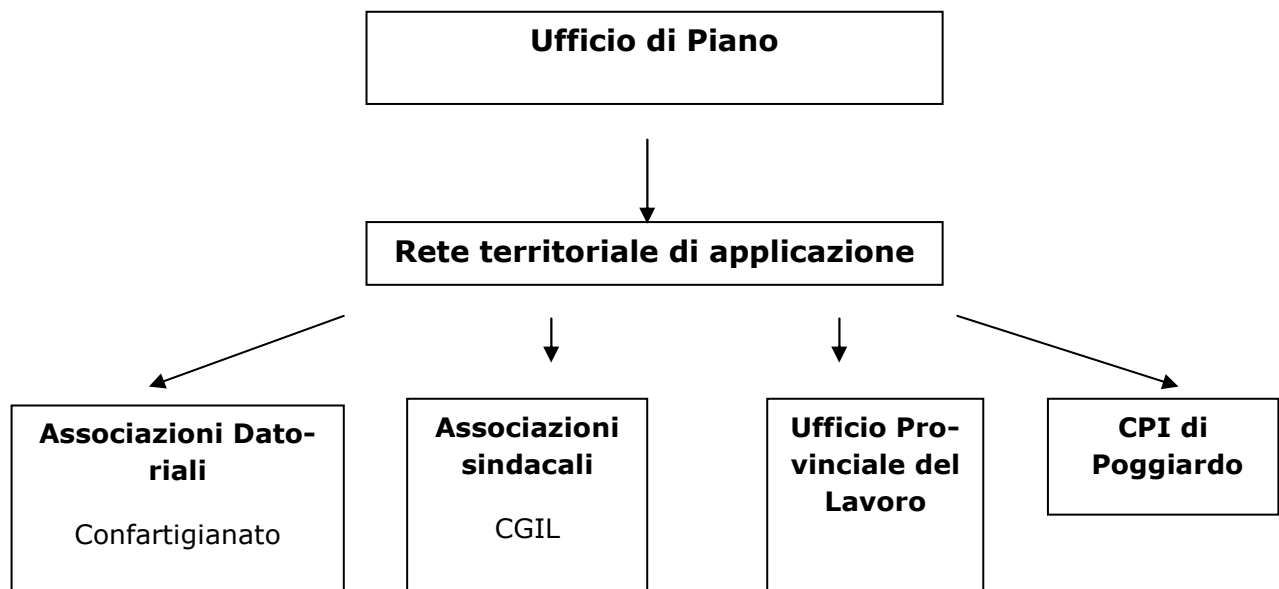 Ufficio di Piano
Rete territoriale di applicazione
Associazioni Dato-
riali
Confartigianato
Associazioni
sindacali
CGIL
Ufficio Pro-
vinciale del
Lavoro
CPI di
Poggiardo